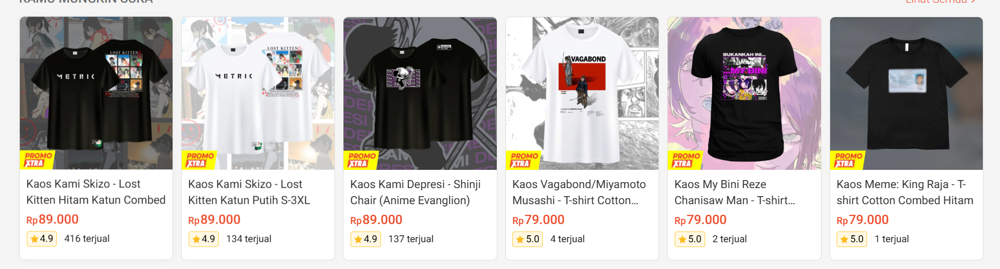 KAMU MUNGKIN SUKA
Lihat Semua >
METRIC
LOST KITTEN
PROMO
XTRA
Kaos Kami Skizo - Lost
Kitten Hitam Katun Combed
Rp89.000
4.9
416 terjual
METRIC
LOST KITTEN
PROMO
XTRA
Kaos Kami Skizo - Lost
Kitten Katun Putih S-3XL
Rp89.000
4.9
134 terjual
PROMO
XTRA
Kaos Kami Depresi - Shinji
Chair (Anime Evanglion)
Rp89.000
4.9
137 terjual
VAGABOND
PROMO
XTRA
Kaos Vagabond/Miyamoto
Musashi - T-shirt Cotton...
Rp79.000
5.0
4 terjual
BUKANKAH INI...
...MY BINI
PROMO
XTRA
Kaos My Bini Reze
Chanisaw Man - T-shirt...
Rp79.000
5.0
2 terjual
PROMO
XTRA
Kaos Meme: King Raja - T-
shirt Cotton Combed Hitam
Rp79.000
5.0
1 terjual